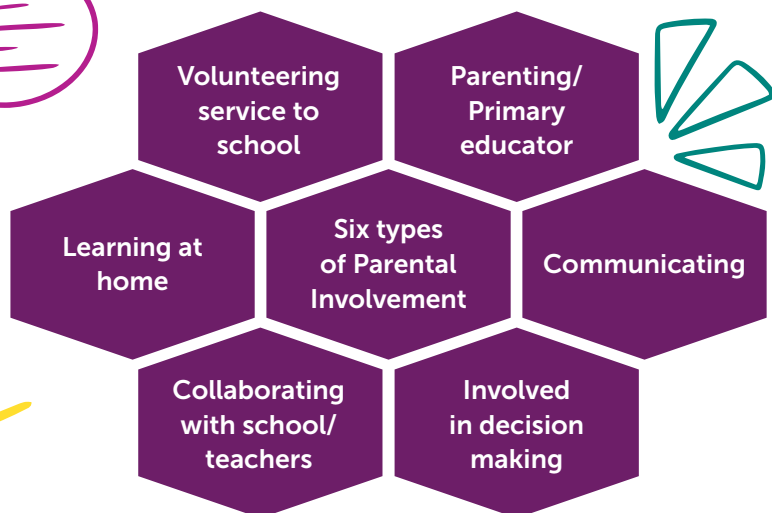 Volunteering
service to
school
Parenting/
Primary
educator
Learning at
home
Six types
of Parental
Involvement
Communicating
Collaborating
with school/
teachers
Involved
in decision
making